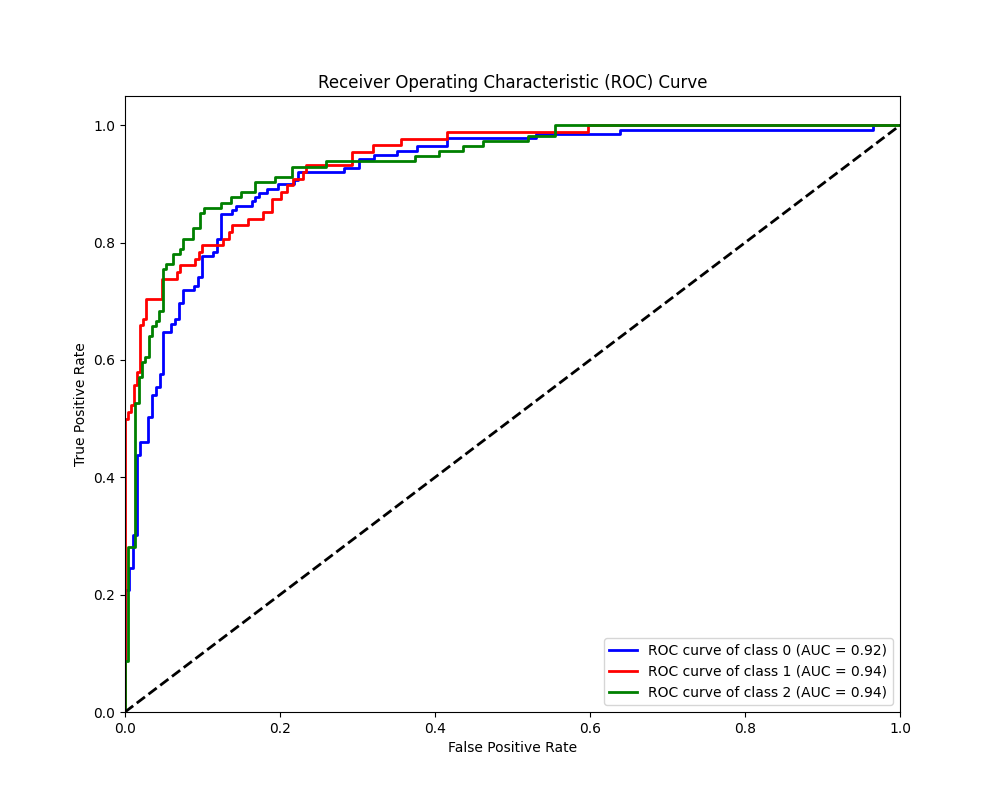 Receiver Operating Characteristic (ROC) Curve
1.0
0.8
0.6
0.4
0.2
0.0
True Positive Rate
ROC curve of class 0 (AUC = 0.92)
ROC curve of class 1 (AUC = 0.94)
ROC curve of class 2 (AUC = 0.94)
0.0 0.2 0.4 0.6 0.8 1.0
False Positive Rate